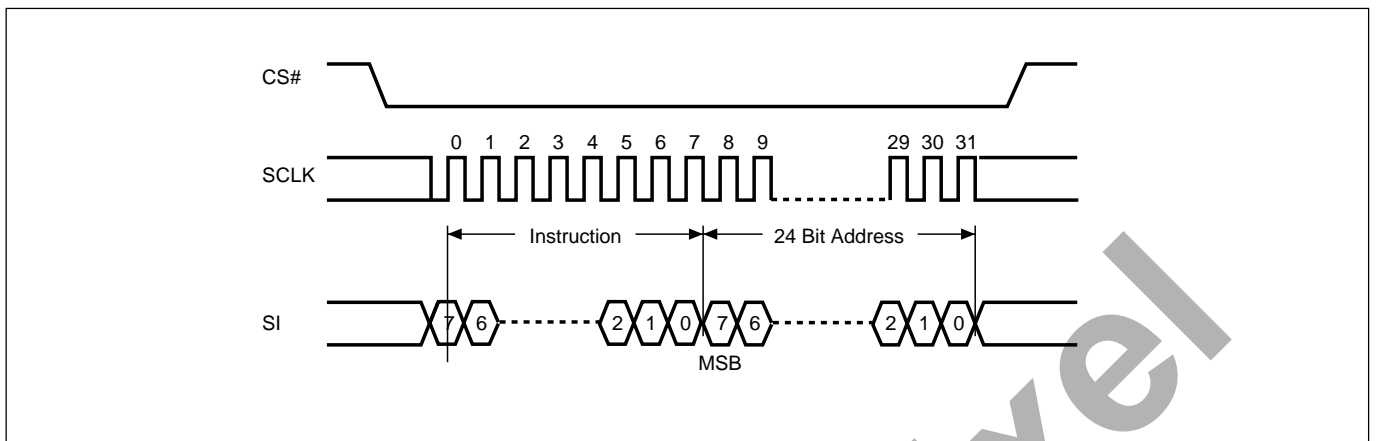 CS#
0 1 2 3 4 5 6 7 8 9 29 30 31
SCLK
Instruction 24 Bit Address
SI 7 6 2 1 0 7 6 2 1 0
MSB